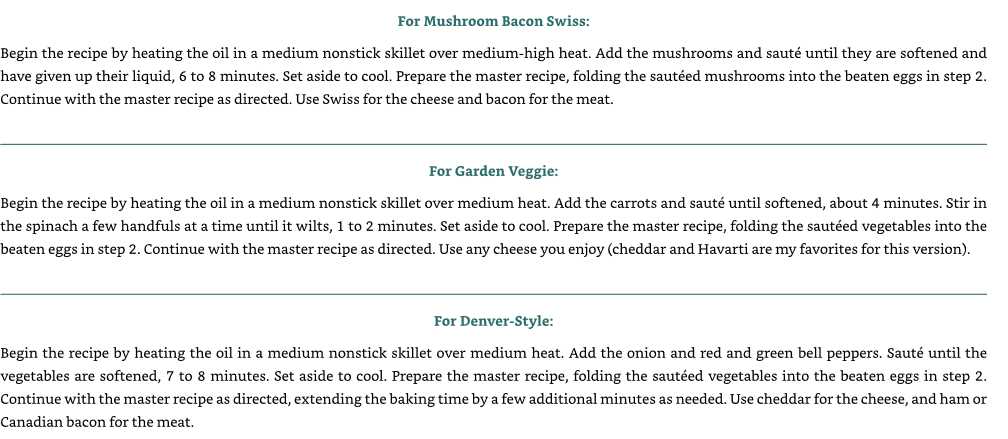 For Mushroom Bacon Swiss:
Begin the recipe by heating the oil in a medium nonstick skillet over medium-high heat. Add the mushrooms and sauté until they are softened and
have given up their liquid, 6 to 8 minutes. Set aside to cool. Prepare the master recipe, folding the sautéed mushrooms into the beaten eggs in step 2.
Continue with the master recipe as directed. Use Swiss for the cheese and bacon for the meat.
For Garden Veggie:
Begin the recipe by heating the oil in a medium nonstick skillet over medium heat. Add the carrots and sauté until softened, about 4 minutes. Stir in
the spinach a few handfuls at a time until it wilts, 1 to 2 minutes. Set aside to cool. Prepare the master recipe, folding the sautéed vegetables into the
beaten eggs in step 2. Continue with the master recipe as directed. Use any cheese you enjoy (cheddar and Havarti are my favorites for this version).
For Denver-Style:
Begin the recipe by heating the oil in a medium nonstick skillet over medium heat. Add the onion and red and green bell peppers. Sauté until the
vegetables are softened, 7 to 8 minutes. Set aside to cool. Prepare the master recipe, folding the sautéed vegetables into the beaten eggs in step 2.
Continue with the master recipe as directed, extending the baking time by a few additional minutes as needed. Use cheddar for the cheese, and ham or
Canadian bacon for the meat.